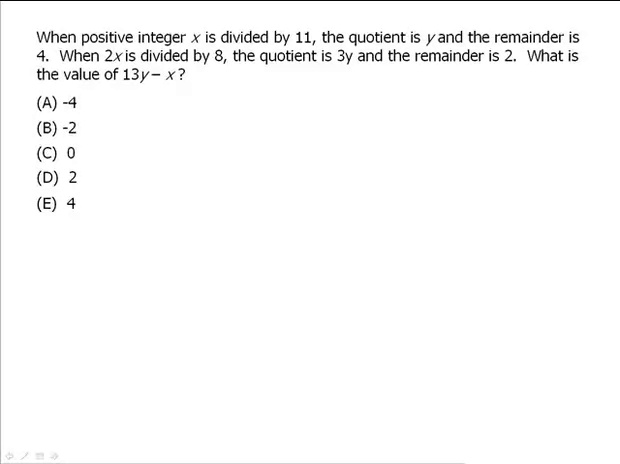 When positive integer x is divided by 11, the quotient is y and the remainder is
4. When 2x is divided by 8, the quotient is 3y and the remainder is 2. What is
the value of 13y – x?
(A) -4
(B) -2
(C) 0
(D) 2
(E) 4